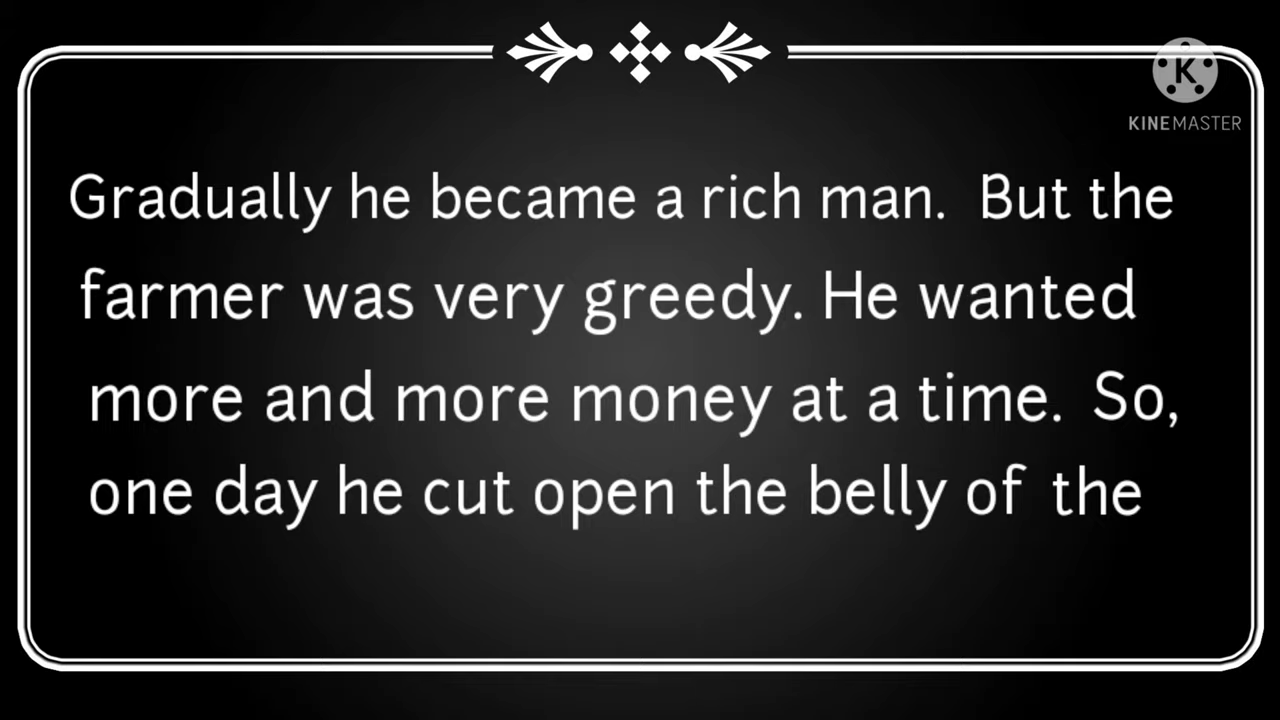 K
KINEMASTER
Gradually he became a rich man. But the
farmer was very greedy. He wanted
more and more money at a time. So,
one day he cut open the belly of the